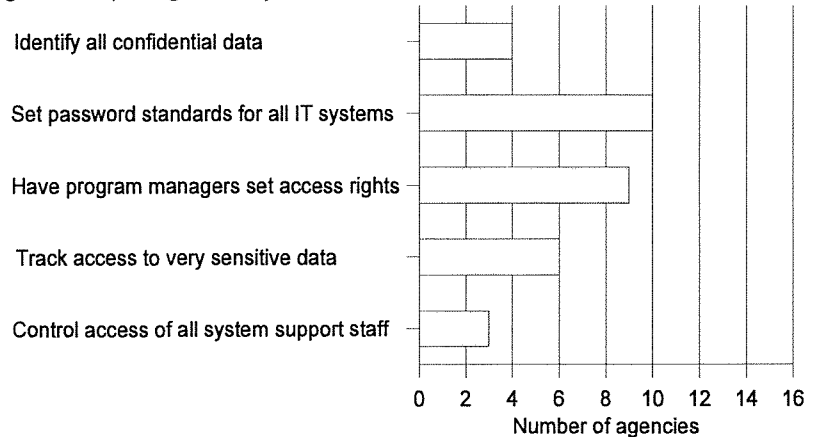 Identify all confidential data
Set password standards for all IT systems
Have program managers set access rights
Track access to very sensitive data
Control access of all system support staff
0 2 4 6 8 10 12 14 16
Number of agencies